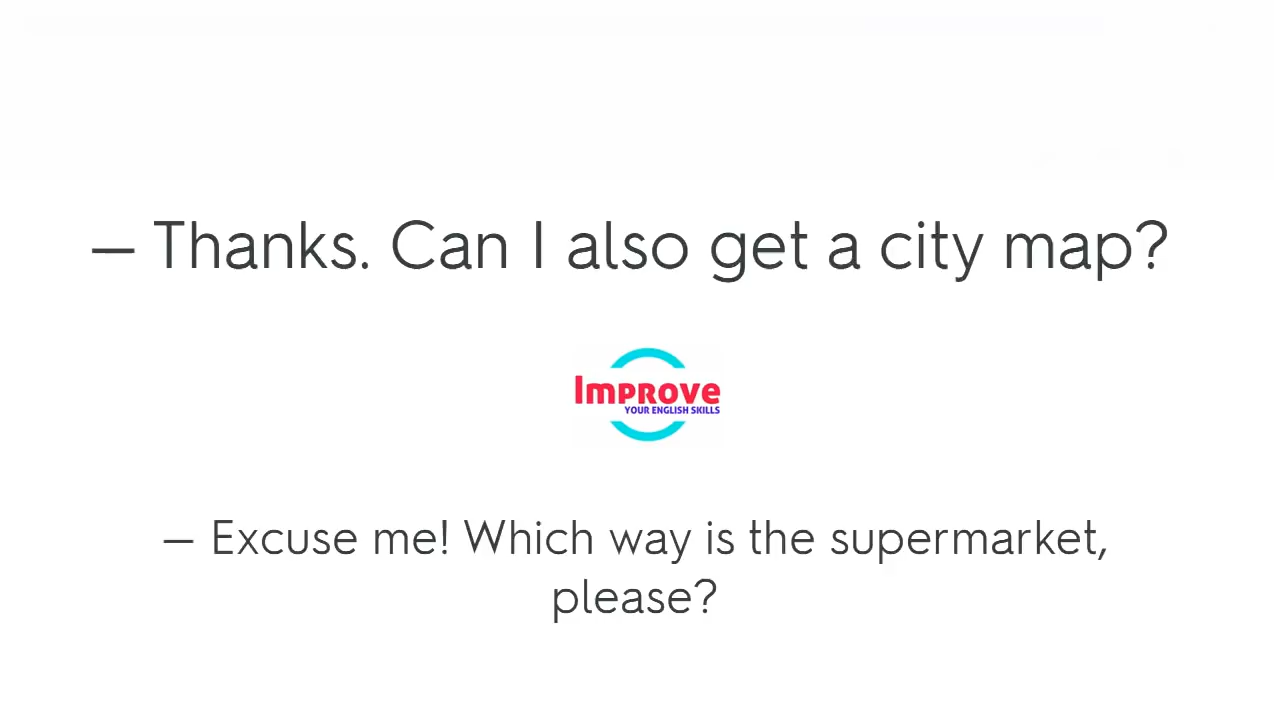 — Thanks. Can I also get a city map?
Improve
YOUR ENGLISH SKILLS
— Excuse me! Which way is the supermarket,
please?